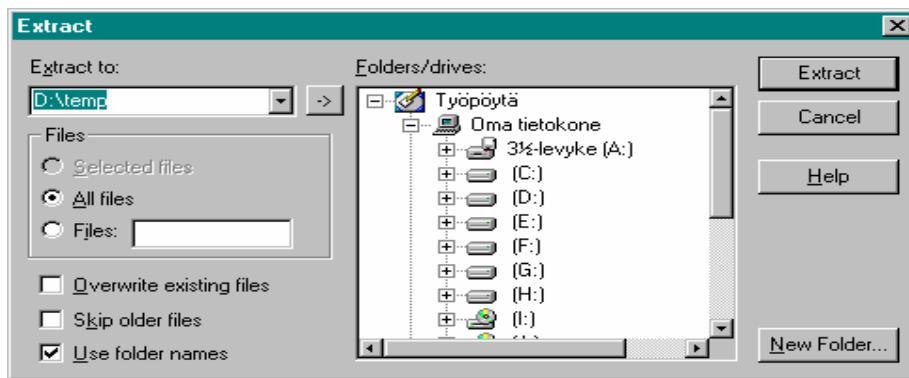 Extract
Extract to:
D:\temp
->
Files
Selected files
All files
Files:
Overwrite existing files
Skip older files
Use folder names
Folders/drives:
Työpöytä
Oma tietokone
3½-levyke (A:)
(C:)
(D:)
(E:)
(F:)
(G:)
(H:)
(I:)
Extract
Cancel
Help
New Folder...